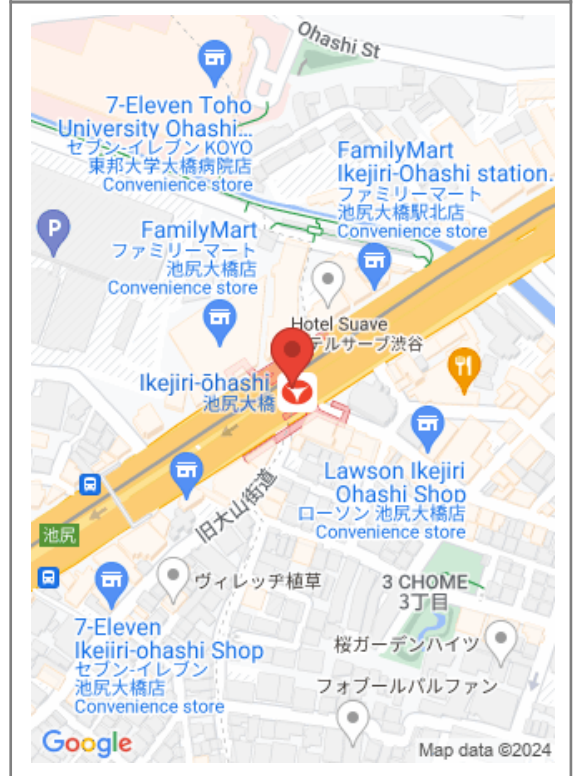 Ohashi St
7-Eleven Toho
University Ohashi...
セブン-イレブン KOYO
東邦大学大橋病院店
Convenience store
FamilyMart
Ikejiri-Ohashi station.
ファミリーマート
池尻大橋駅北店
Convenience store
P
FamilyMart
ファミリーマート
池尻大橋店
Convenience store
Hotel Suave
テルサーブ渋谷
Ikejiri-ōhashi
池尻大橋
Lawson Ikejiri
Ohashi Shop
ローソン 池尻大橋店
Convenience store
旧大山街道
池尻
ヴィレッヂ植草
3 CHOME
3丁目
7-Eleven
Ikejiri-ohashi Shop
セブン-イレブン
池尻大橋店
Convenience store
桜ガーデンハイツ
フォブールバルファン
Google
Map data ©2024